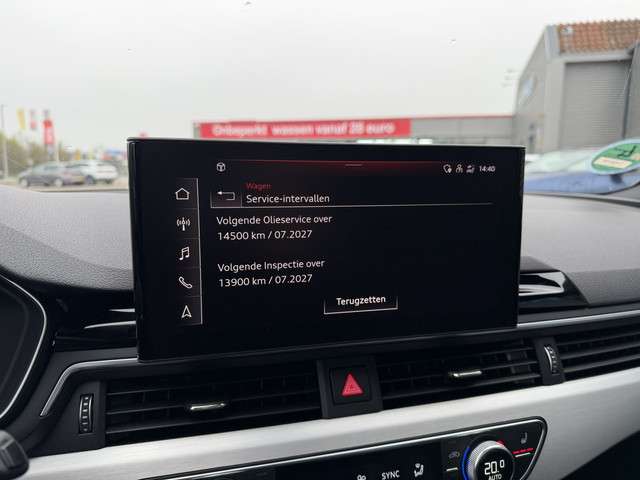 Onbeperkt wassen vanaf 28 euro
14:40
Wagen
Service-intervallen
Volgende Olieservice over
14500 km / 07.2027
Volgende Inspectie over
13900 km / 07.2027
Terugzetten
SYNC
20.0
AUTO